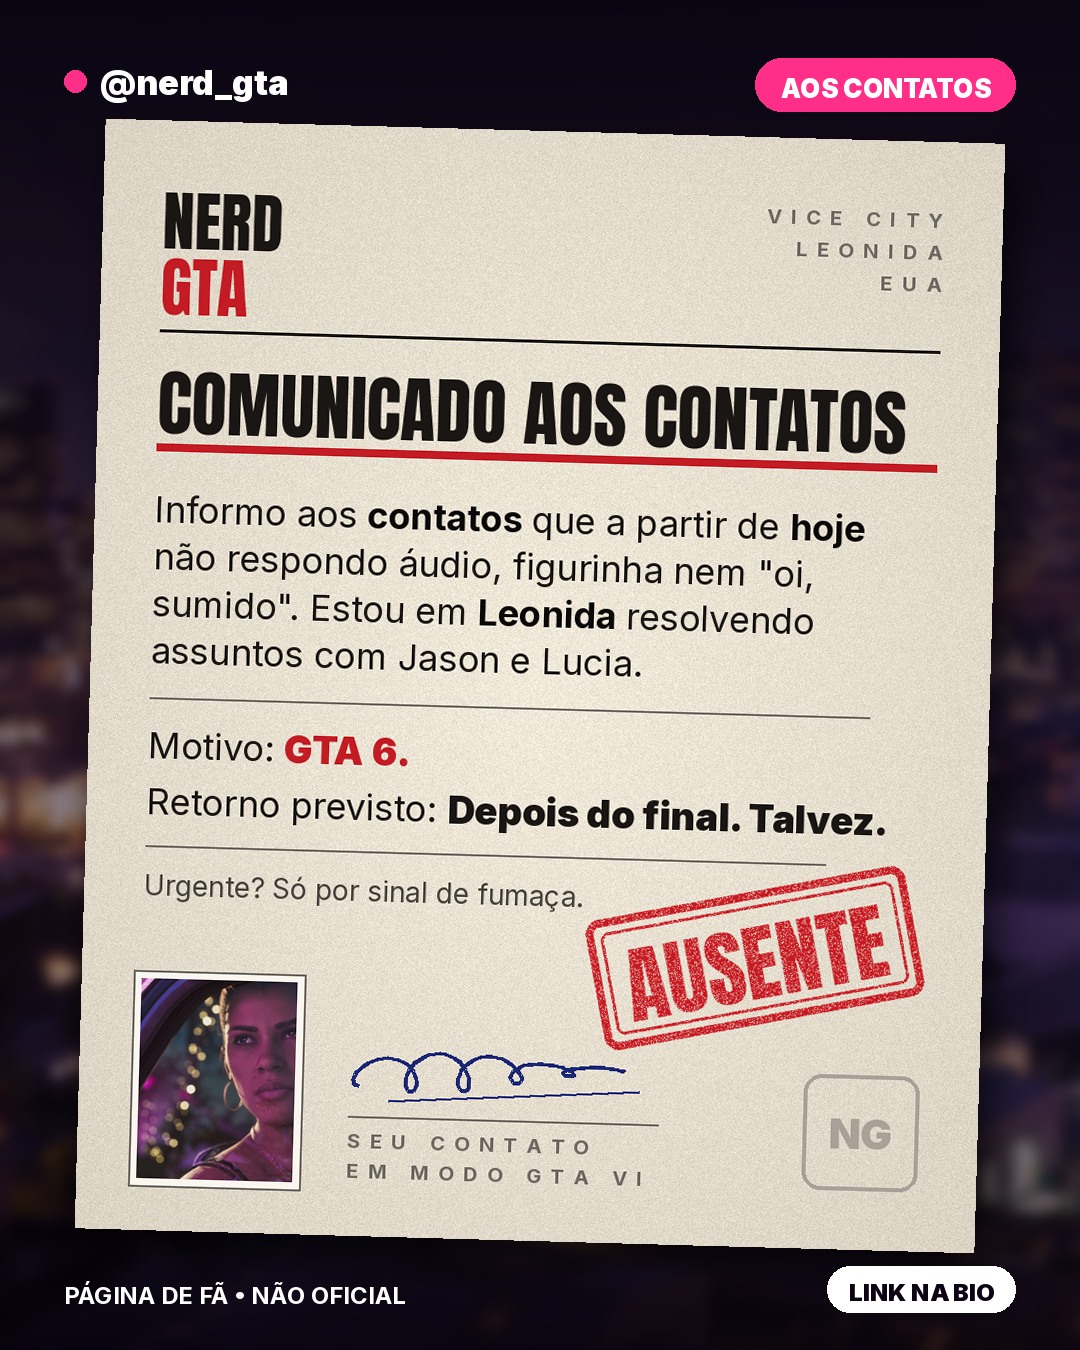 @nerd_gta
AOS CONTATOS
NERD
GTA
VICE CITY
LEONIDA
EUA
COMUNICADO AOS CONTATOS
Informo aos contatos que a partir de hoje
não respondo áudio, figurinha nem "oi,
sumido". Estou em Leonida resolvendo
assuntos com Jason e Lucia.
Motivo: GTA 6.
Retorno previsto: Depois do final. Talvez.
Urgente? Só por sinal de fumaça.
AUSENTE
SEU CONTATO
EM MODO GTA VI
NG
PÁGINA DE FÃ • NÃO OFICIAL
LINK NA BIO